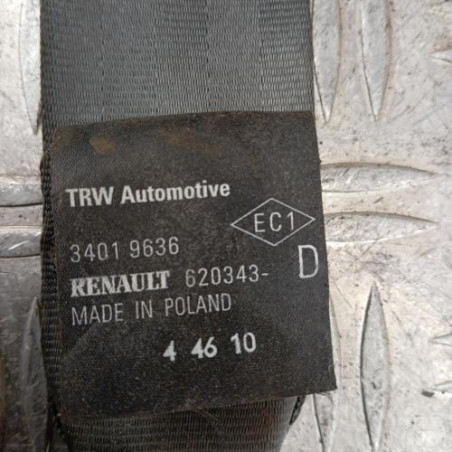 TRW Automotive
EC1
3401 9636
RENAULT 620343- D
MADE IN POLAND
4 46 10